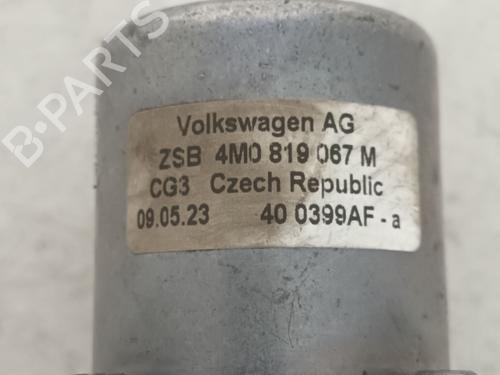 Volkswagen AG
ZSB 4M0 819 067 M
CG3 Czech Republic
09.05.23 40 0399AF - a
B-PARTS